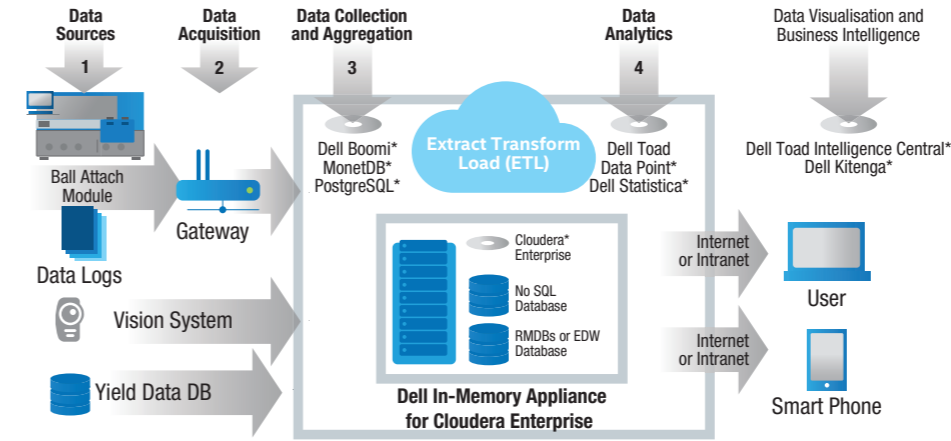 Data
Sources
1
Data
Acquisition
2
Data Collection
and Aggregation
3
Data
Analytics
4
Data Visualisation and
Business Intelligence
Ball Attach
Module
Data Logs
Gateway
Vision System
Yield Data DB
Dell Boomi*
MonetDB*
PostgreSQL*
Extract Transform
Load (ETL)
Dell Toad
Data Point*
Dell Statistica*
Dell Toad Intelligence Central*
Dell Kitenga*
Cloudera*
Enterprise
No SQL
Database
RMDBs or EDW
Database
Dell In-Memory Appliance
for Cloudera Enterprise
Internet
or Intranet
User
Internet
or Intranet
Smart Phone